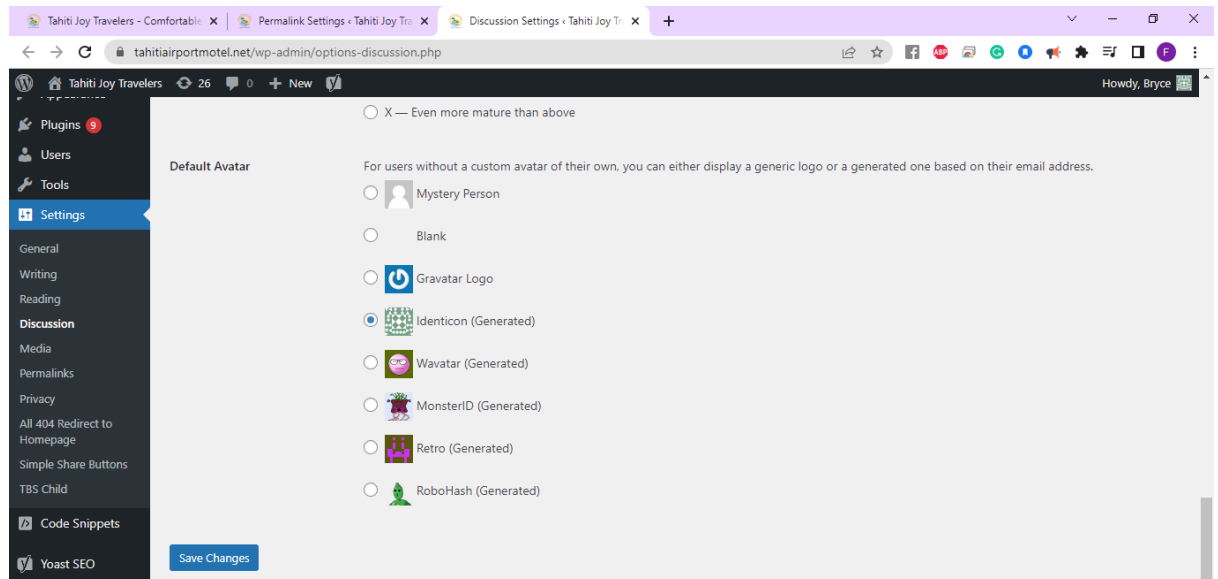 Tahiti Joy Travelers - Comfortable
Permalink Settings ‹ Tahiti Joy Tra
Discussion Settings ‹ Tahiti Joy Tr
tahitiairportmotel.net/wp-admin/options-discussion.php
ABP
F
Tahiti Joy Travelers 26 0 + New
Howdy, Bryce
Appearance
Plugins 9
Users
Tools
Settings
General
Writing
Reading
Discussion
Media
Permalinks
Privacy
All 404 Redirect to
Homepage
Simple Share Buttons
TBS Child
Code Snippets
Yoast SEO
X — Even more mature than above
Default Avatar
For users without a custom avatar of their own, you can either display a generic logo or a generated one based on their email address.
Mystery Person
Blank
Gravatar Logo
Identicon (Generated)
Wavatar (Generated)
MonsterID (Generated)
Retro (Generated)
RoboHash (Generated)
Save Changes